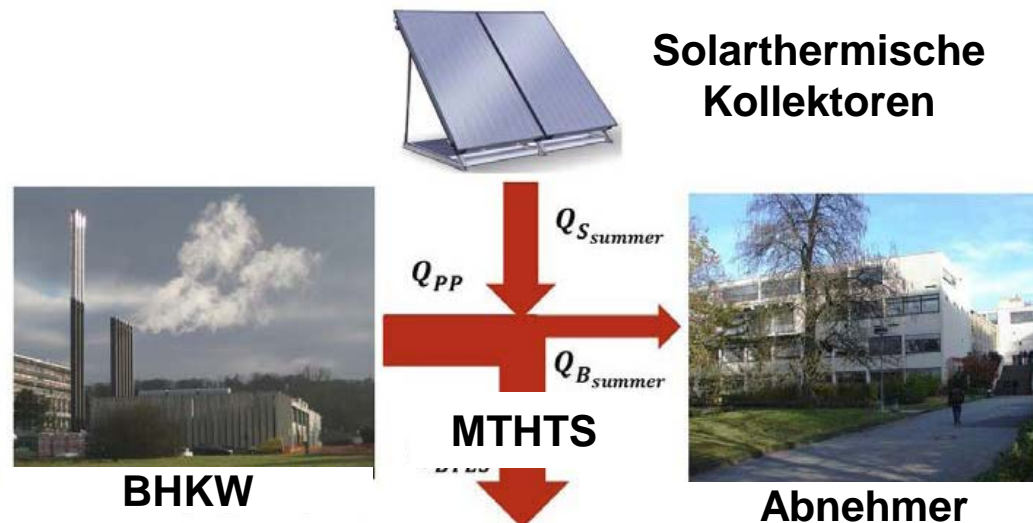 Solarthermische
Kollektoren
Q_S_summer
Q_PP
Q_B_summer
MTHTS
BHKW
Abnehmer